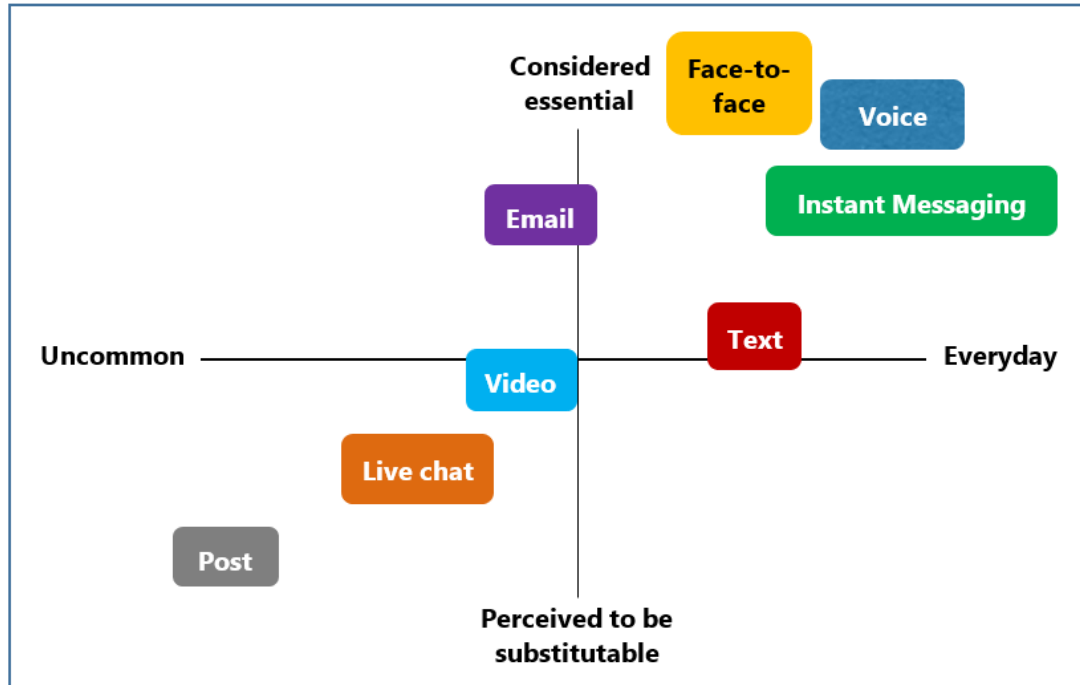 Considered
essential
Face-to-
face
Voice
Instant Messaging
Email
Text
Uncommon
Everyday
Video
Live chat
Post
Perceived to be
substitutable